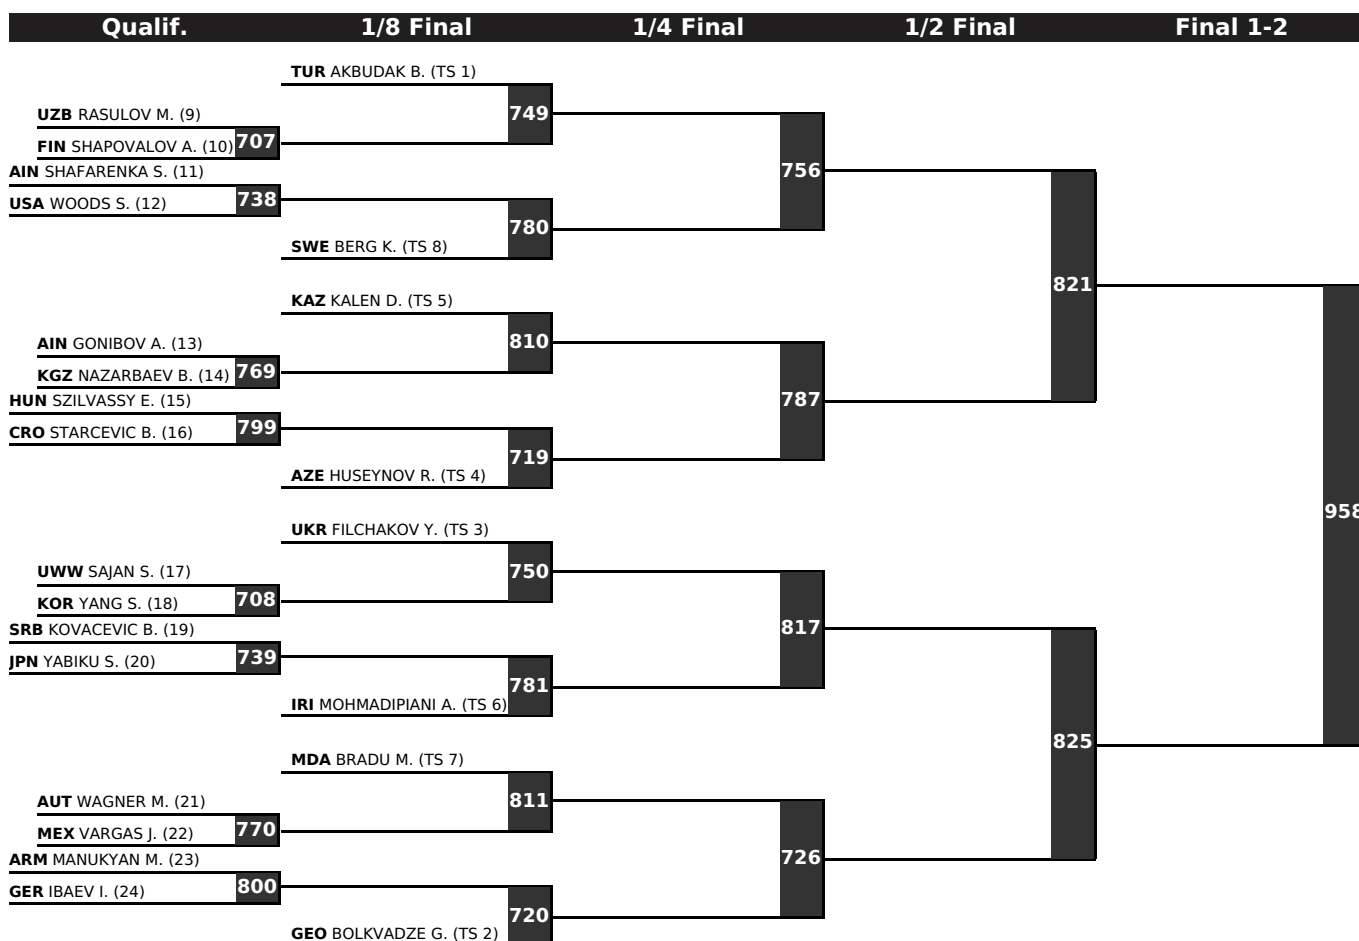 Qualif. 1/8 Final 1/4 Final 1/2 Final Final 1-2
TUR AKBUDAK B. (TS 1)
749
UZB RASULOV M. (9)
707
FIN SHAPOVALOV A. (10)
756
AIN SHAFARENKA S. (11)
738
USA WOODS S. (12)
780
SWE BERG K. (TS 8)
821
KAZ KALEN D. (TS 5)
810
AIN GONIBOV A. (13)
769
KGZ NAZARBAEV B. (14)
787
HUN SZILVASSY E. (15)
799
CRO STARCEVIC B. (16)
719
AZE HUSEYNOV R. (TS 4)
958
UKR FILCHAKOV Y. (TS 3)
750
UWW SAJAN S. (17)
708
KOR YANG S. (18)
817
SRB KOVACEVIC B. (19)
739
JPN YABIKU S. (20)
781
IRI MOHMADIPIANI A. (TS 6)
825
MDA BRADU M. (TS 7)
811
AUT WAGNER M. (21)
770
MEX VARGAS J. (22)
726
ARM MANUKYAN M. (23)
800
GER IBAEV I. (24)
720
GEO BOLKVADZE G. (TS 2)